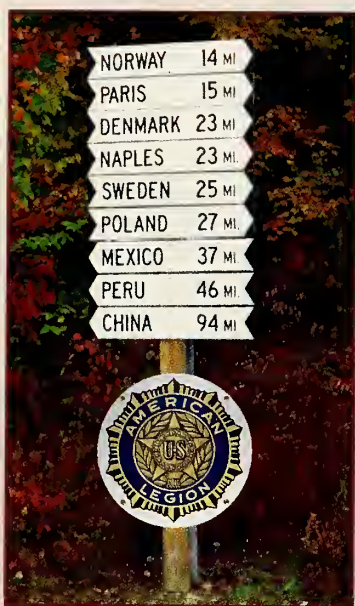 NORWAY 14 MI
PARIS 15 MI
DENMARK 23 MI
NAPLES 23 MI.
SWEDEN 25 MI
POLAND 27 MI.
MEXICO 37 MI.
PERU 46 MI.
CHINA 94 MI
AMERICAN
U·S
LEGION